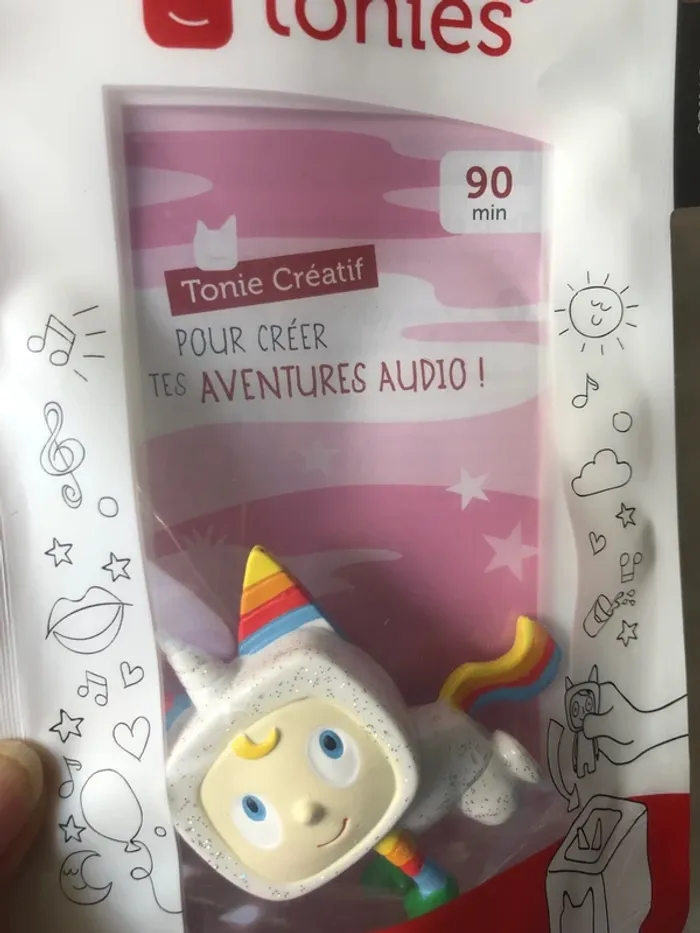 tonies®
90
min
Tonie Créatif
POUR CRÉER
TES AVENTURES AUDIO !